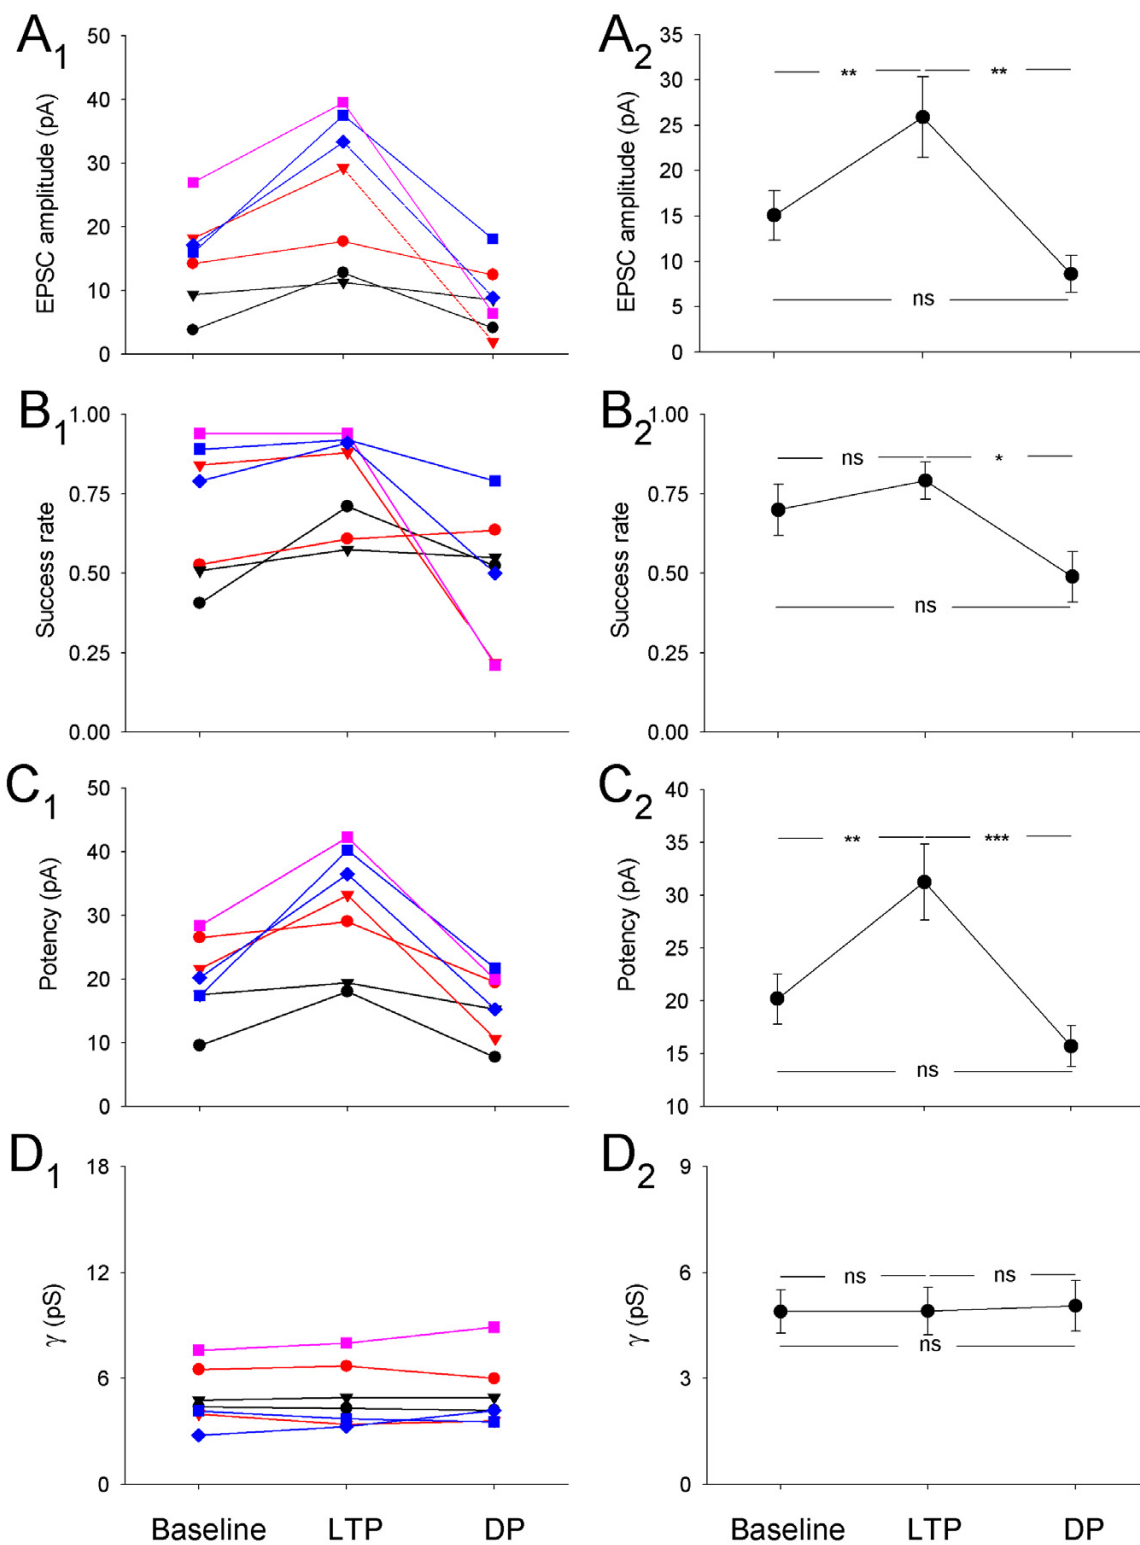 A1
EPSC amplitude (pA)
50
40
30
20
10
0
A2
EPSC amplitude (pA)
35
30
25
20
15
10
5
0
** **
ns
B1
Success rate
1.00
0.75
0.50
0.25
0.00
B2
Success rate
1.00
0.75
0.50
0.25
0.00
ns *
ns
C1
Potency (pA)
50
40
30
20
10
0
C2
Potency (pA)
40
35
30
25
20
15
10
** ***
ns
D1
γ (pS)
18
12
6
0
Baseline LTP DP
D2
γ (pS)
9
6
3
0
ns ns
ns
Baseline LTP DP